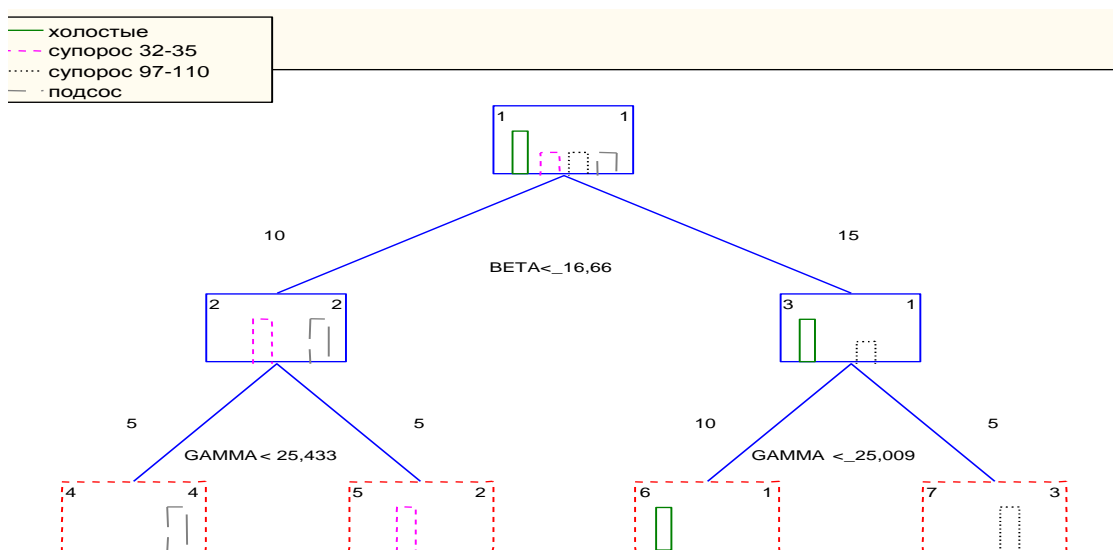 холостые
супорос 32-35
супорос 97-110
подсос
1 1
10 15
BETA<_16,66
2 2
3 1
5 5
10 5
GAMMA < 25,433
GAMMA <_25,009
4 4
5 2
6 1
7 3